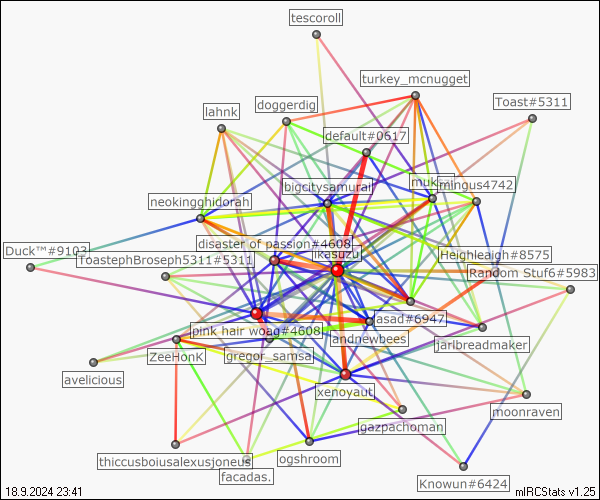 tescoroll
turkey_mcnugget
doggerdig
Toast#5311
lahnk
default#0617
bigcitysamurai
mingus4742
neokingghidorah
disaster of passion#4608
ikasuzu
Duck™#9103
ToastephBroseph5311#5311
Heighleaigh#8575
Random Stuf6#5983
asad#6947
pink hair woag#4608
andnewbees
jarlbreadmaker
ZeeHonK
gregor_samsa
avelicious
xenoyaut
moonraven
gazpachoman
thiccusboiusalexusjoneus
ogshroom
facadas.
Knowun#6424
18.9.2024 23:41
mIRCStats v1.25